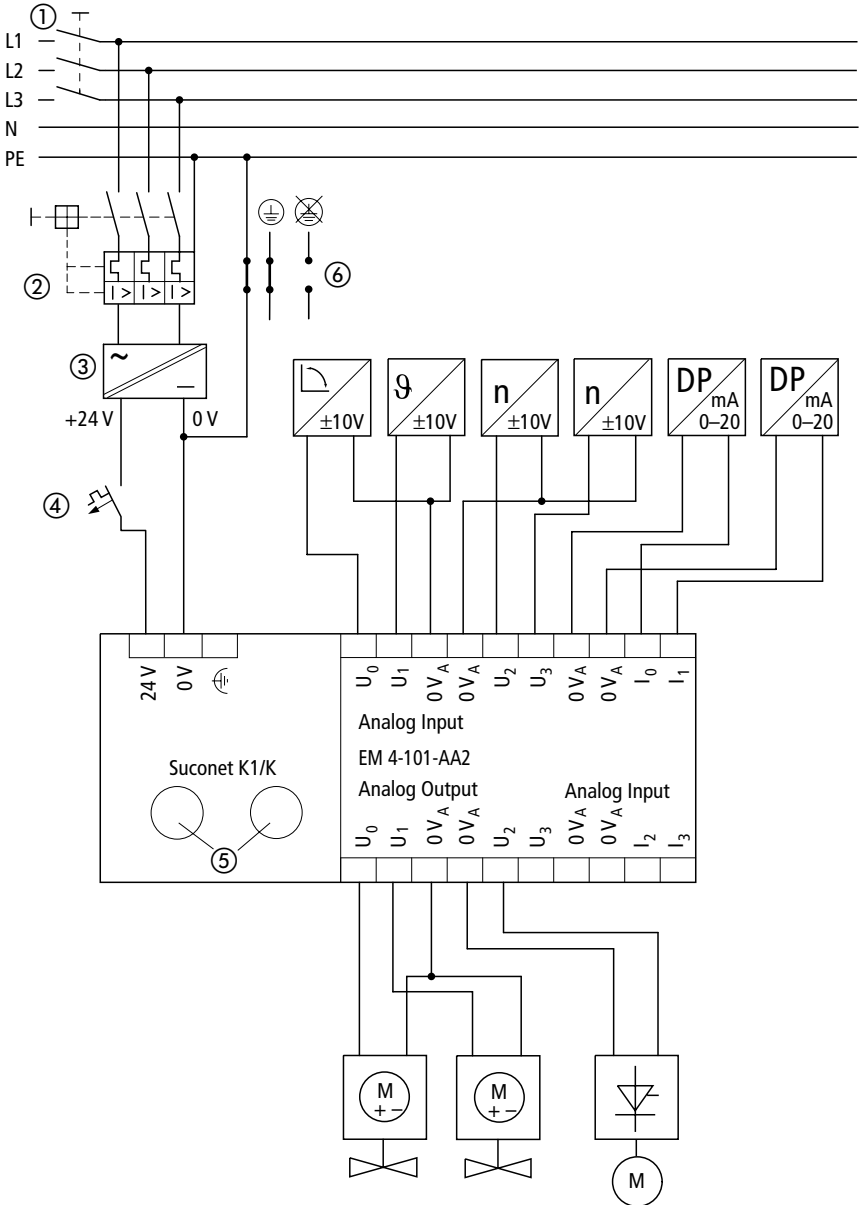 ①
L1
L2
L3
N
PE
②
I > I > I >
⑥
③
~
–
+24 V
0 V
±10V
ϑ
±10V
n
±10V
n
±10V
DP
mA
0–20
DP
mA
0–20
④
24 V
0 V
U0
U1
0 VA
0 VA
U2
U3
0 VA
0 VA
I0
I1
Analog Input
EM 4-101-AA2
Suconet K1/K
Analog Output
Analog Input
⑤
U0
U1
0 VA
0 VA
U2
U3
0 VA
0 VA
I2
I3
M
+ –
M
+ –
M